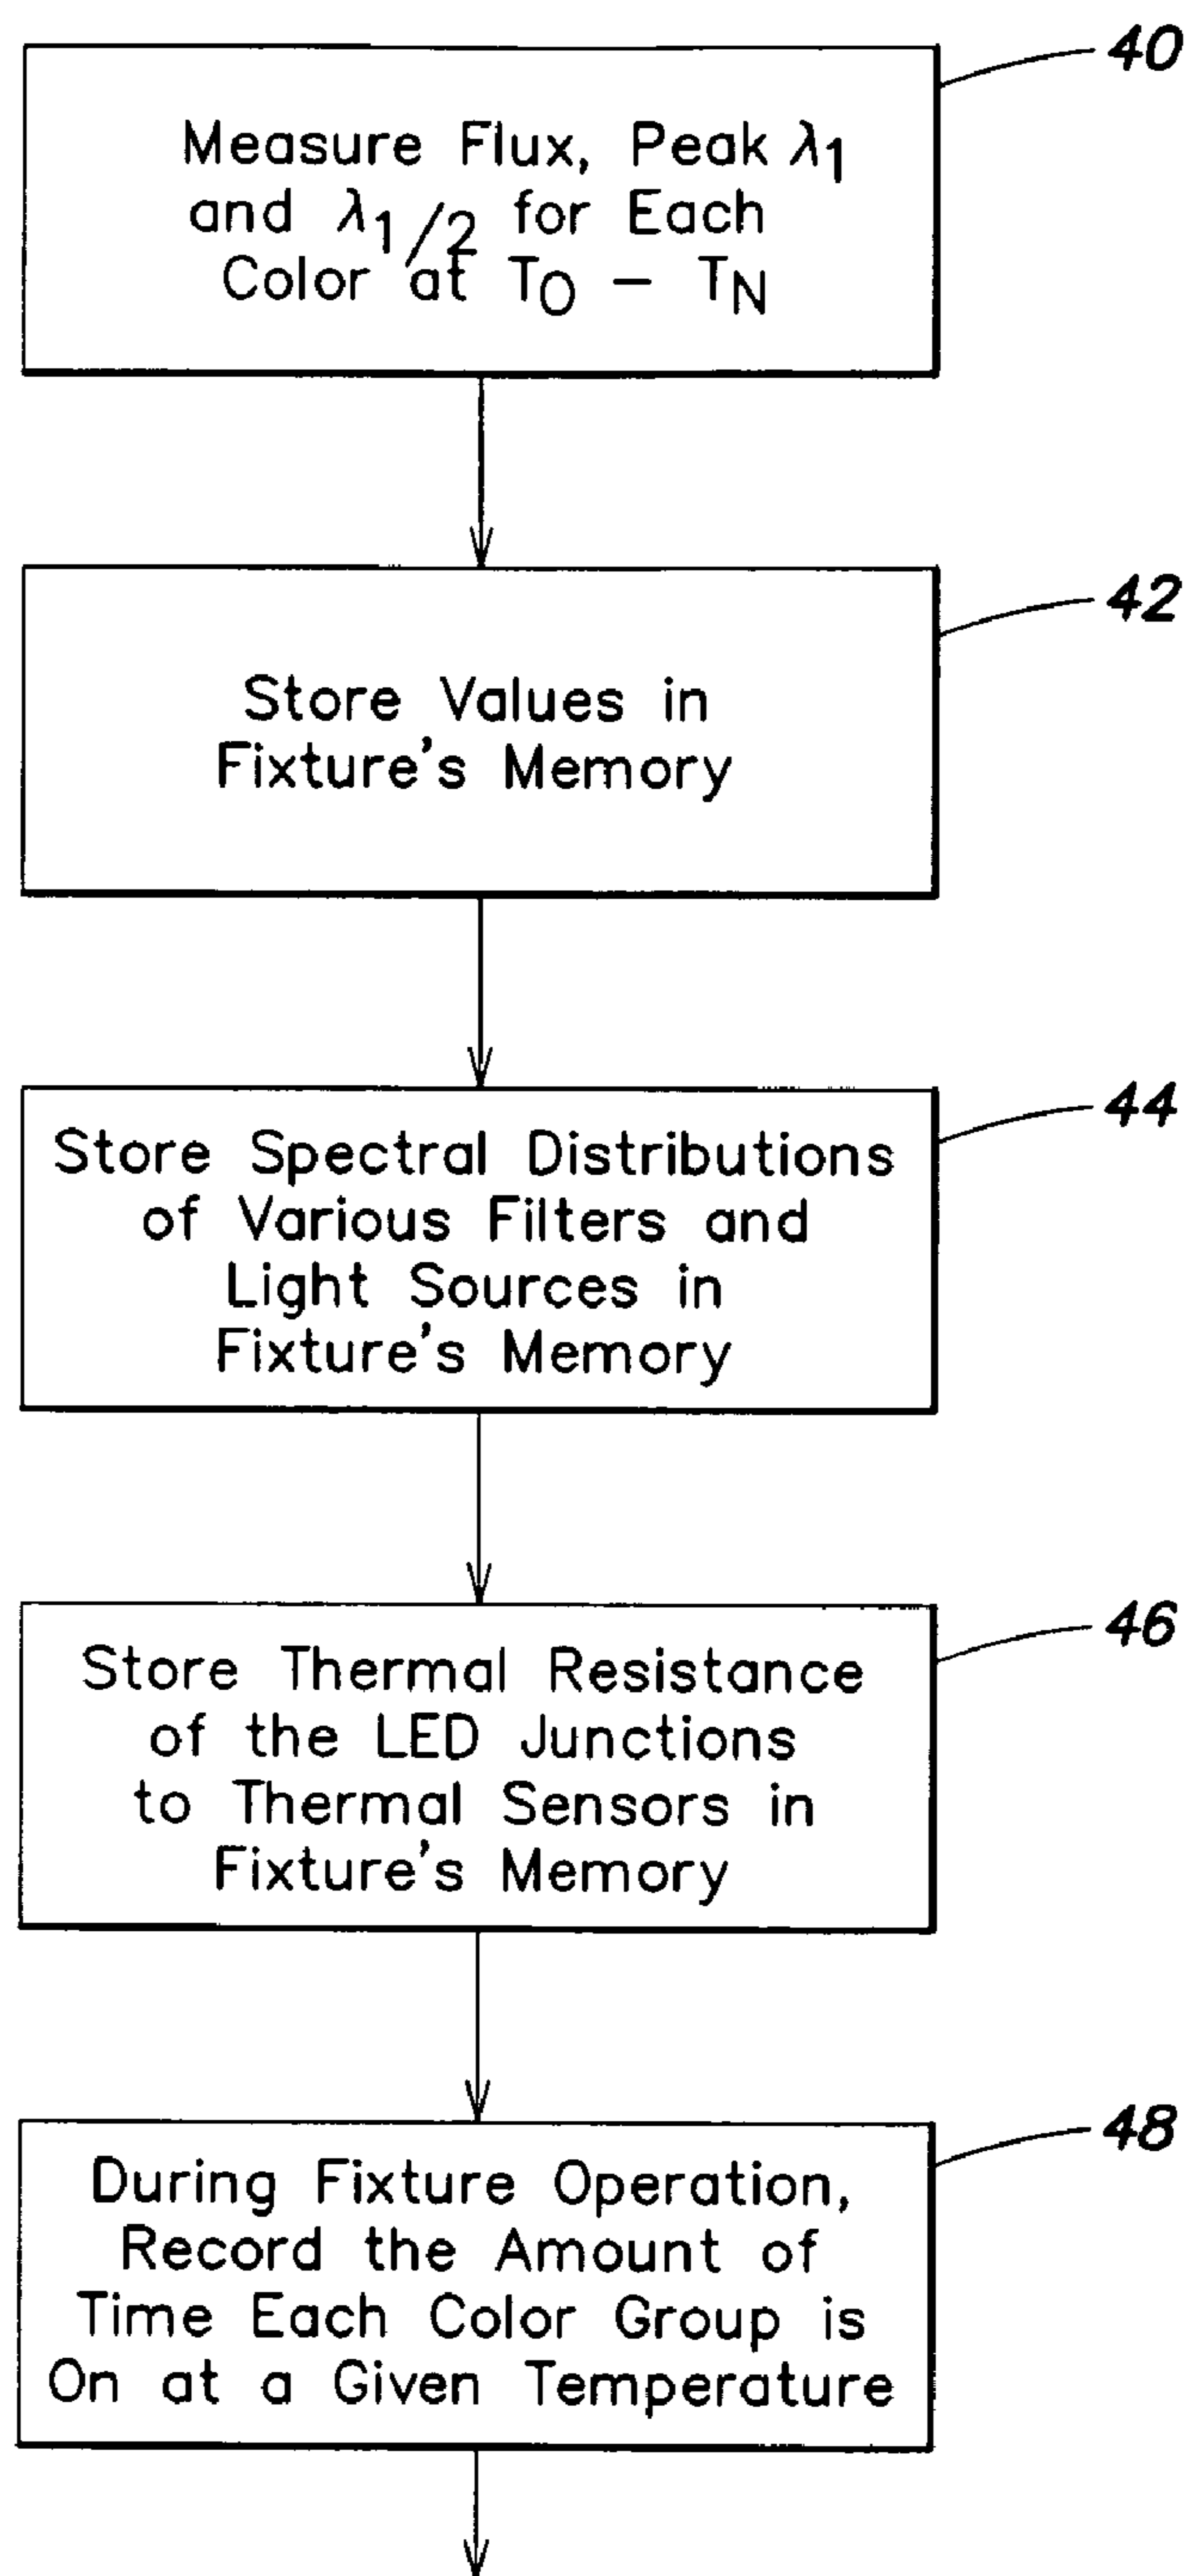 40
Measure Flux, Peak λ1
and λ1/2 for Each
Color at TO – TN
42
Store Values in
Fixture's Memory
44
Store Spectral Distributions
of Various Filters and
Light Sources in
Fixture's Memory
46
Store Thermal Resistance
of the LED Junctions
to Thermal Sensors in
Fixture's Memory
48
During Fixture Operation,
Record the Amount of
Time Each Color Group is
On at a Given Temperature